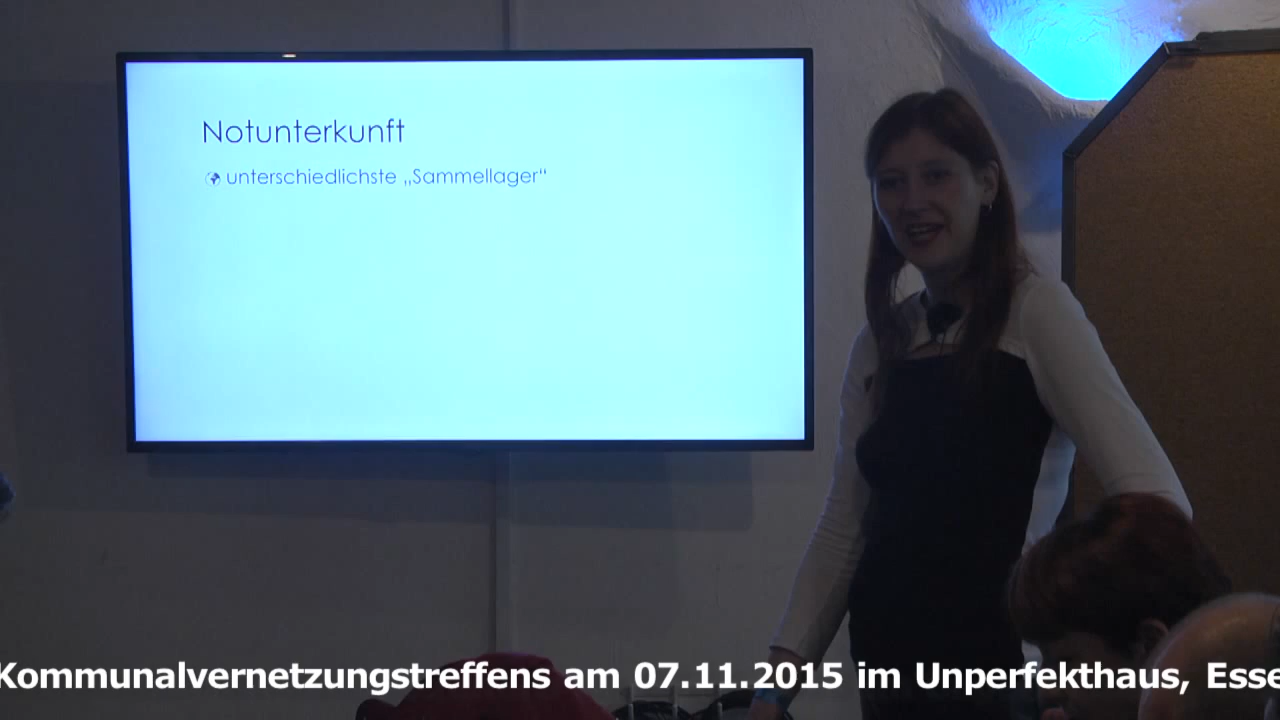 Notunterkunft
unterschiedlichste „Sammellager“
Kommunalvernetzungstreffens am 07.11.2015 im Unperfekthaus, Esse